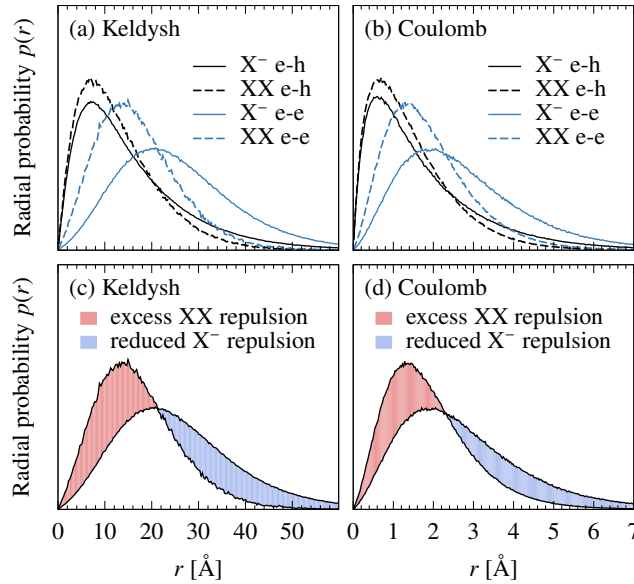 (a) Keldysh
X⁻ e-h
XX e-h
X⁻ e-e
XX e-e
Radial probability p(r)
(b) Coulomb
X⁻ e-h
XX e-h
X⁻ e-e
XX e-e
(c) Keldysh
excess XX repulsion
reduced X⁻ repulsion
Radial probability p(r)
0 10 20 30 40 50
r [Å]
(d) Coulomb
excess XX repulsion
reduced X⁻ repulsion
0 1 2 3 4 5 6 7
r [Å]